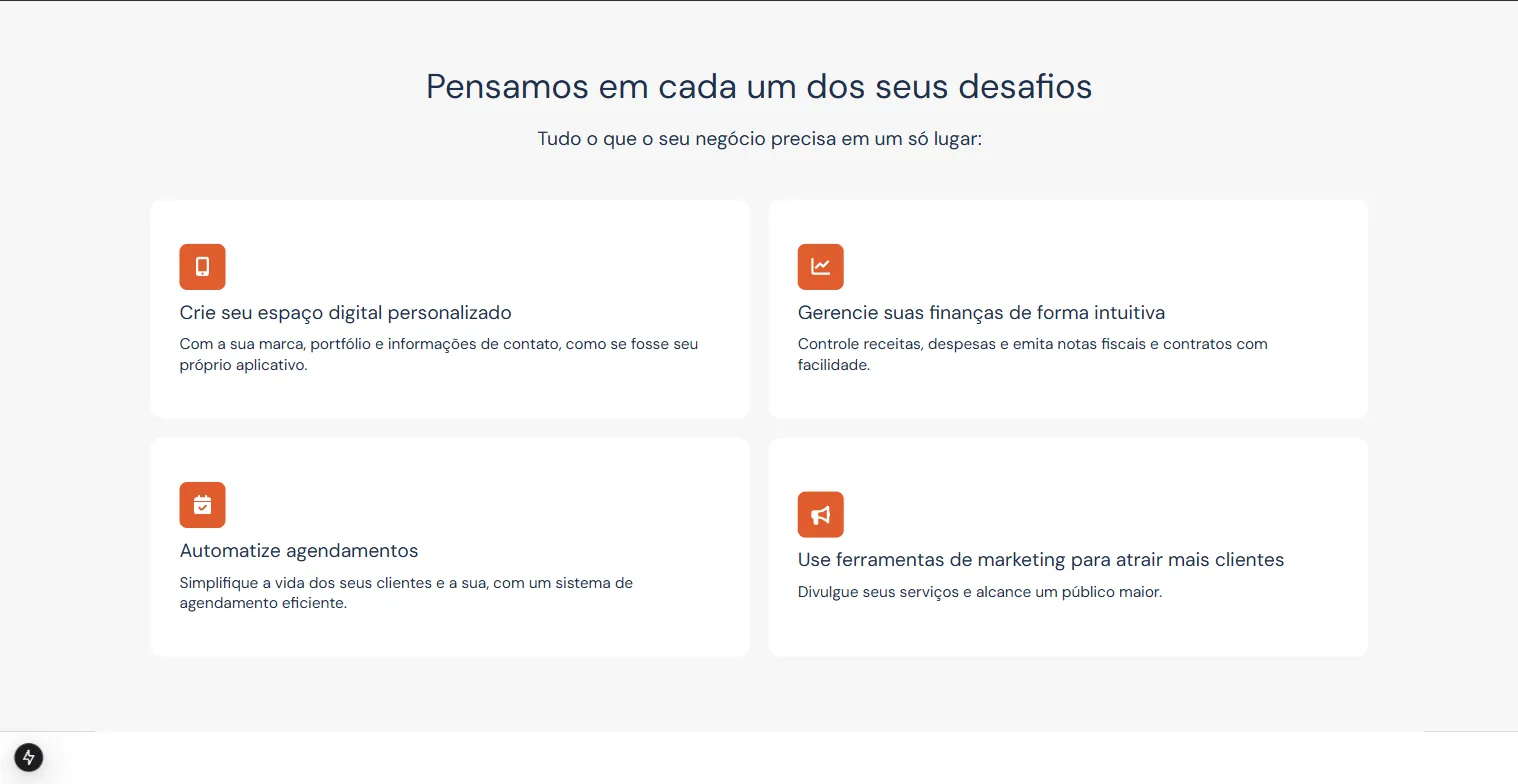 Pensamos em cada um dos seus desafios
Tudo o que o seu negócio precisa em um só lugar:
Crie seu espaço digital personalizado
Com a sua marca, portfólio e informações de contato, como se fosse seu
próprio aplicativo.
Gerencie suas finanças de forma intuitiva
Controle receitas, despesas e emita notas fiscais e contratos com
facilidade.
Automatize agendamentos
Simplifique a vida dos seus clientes e a sua, com um sistema de
agendamento eficiente.
Use ferramentas de marketing para atrair mais clientes
Divulgue seus serviços e alcance um público maior.